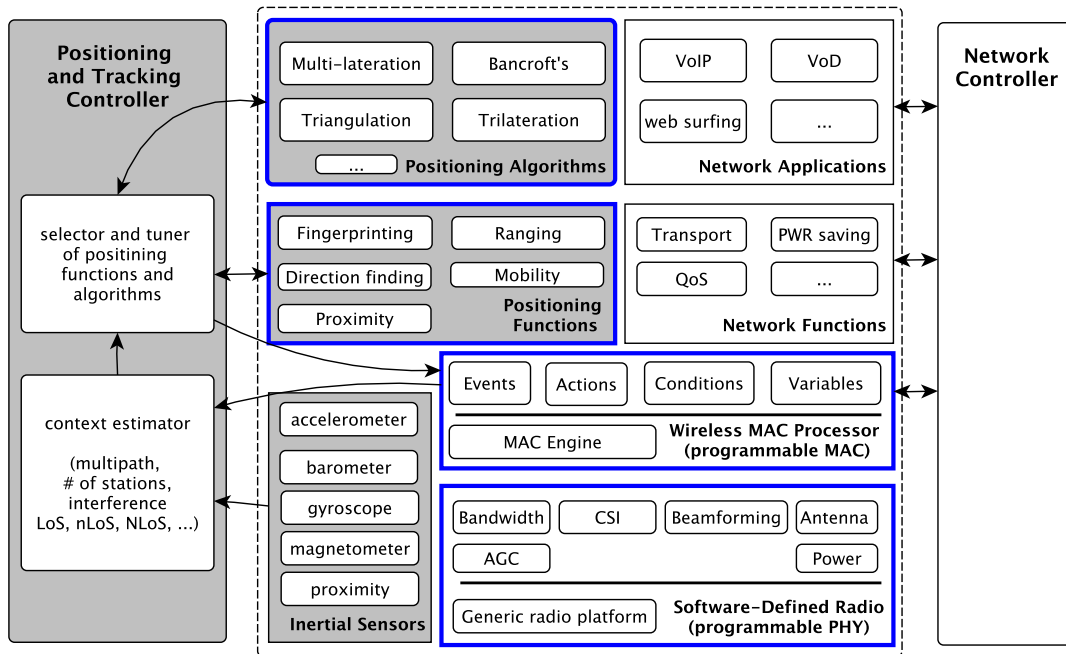 Positioning
and Tracking
Controller
selector and tuner
of positining
functions and
algorithms
context estimator
(multipath,
# of stations,
interference
LoS, nLoS, NLoS, ...)
Multi-lateration
Bancroft's
Triangulation
Trilateration
...
Positioning Algorithms
VoIP
VoD
web surfing
...
Network Applications
Fingerprinting
Ranging
Direction finding
Mobility
Proximity
Positioning
Functions
Transport
PWR saving
QoS
...
Network Functions
Events
Actions
Conditions
Variables
MAC Engine
Wireless MAC Processor
(programmable MAC)
accelerometer
barometer
gyroscope
magnetometer
proximity
Inertial Sensors
Bandwidth
CSI
Beamforming
Antenna
AGC
Power
Generic radio platform
Software-Defined Radio
(programmable PHY)
Network
Controller